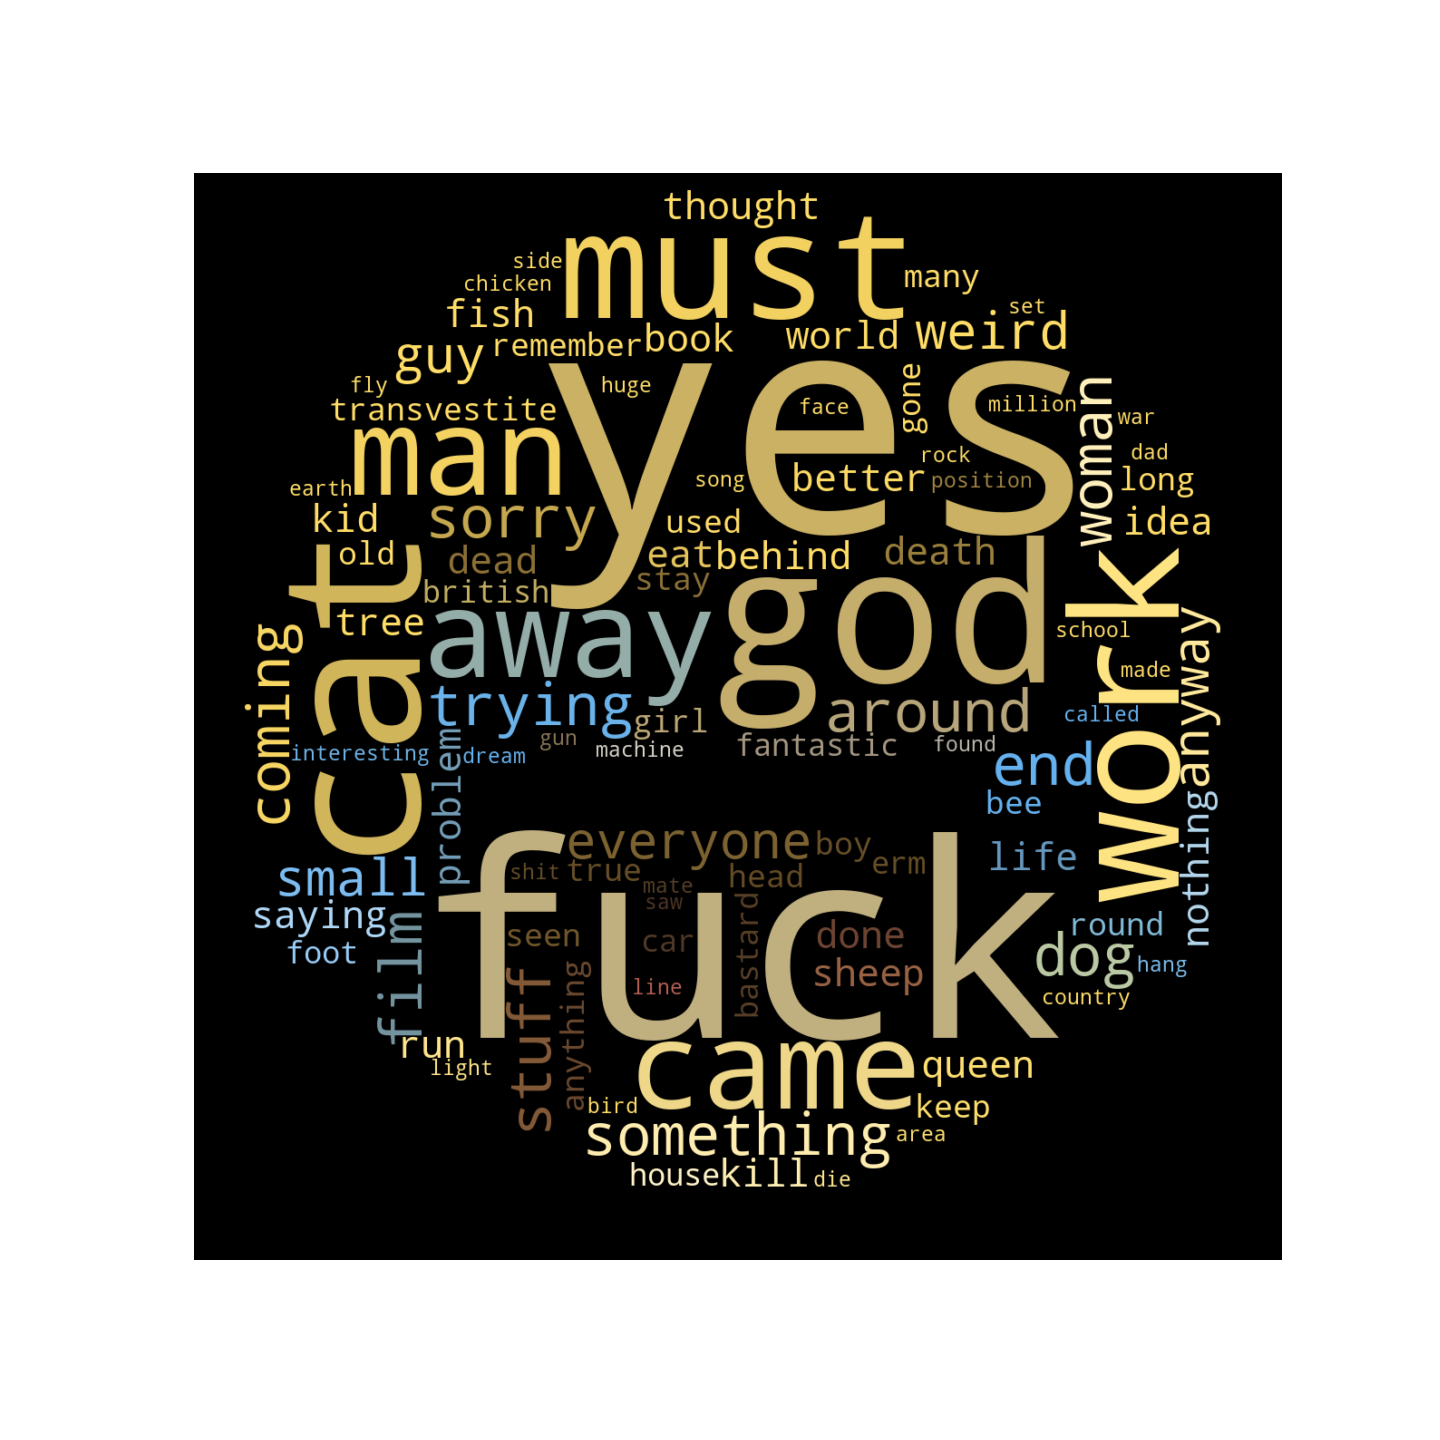 thought
must
side
chicken
many
set
fish
remember
book
world
weird
guy
yes
fly
huge
transvestite
face
gone
million
woman
war
man
rock
dad
song
better
position
long
earth
kid
sorry
used
idea
old
dead
eat
behind
death
cat
stay
british
god
work
tree
away
school
anyway
coming
made
trying
girl
around
called
interesting
dream
gun
machine
fantastic
found
problem
end
bee
nothing
everyone
boy
small
fuck
shit
true
mate
head
erm
life
saying
saw
film
seen
car
bastard
done
round
foot
dog
hang
stuff
anything
line
sheep
country
run
light
came
queen
bird
keep
something
area
house
kill
die